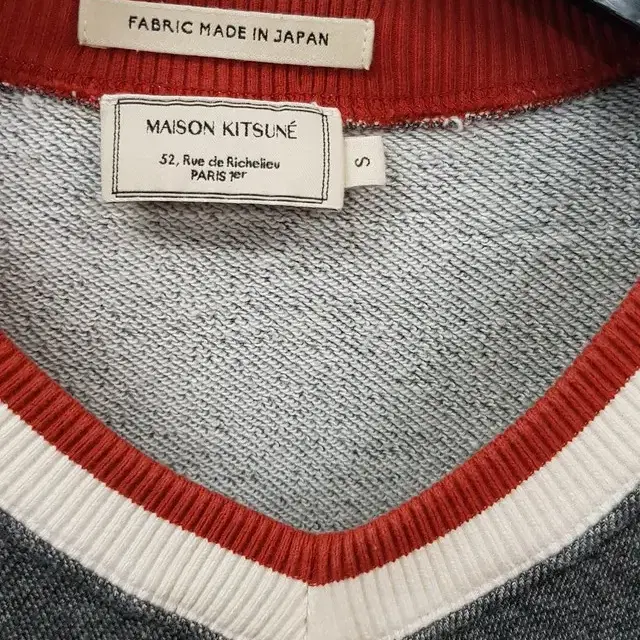 FABRIC MADE IN JAPAN
MAISON KITSUNÉ
52, Rue de Richelieu
PARIS 1er
S